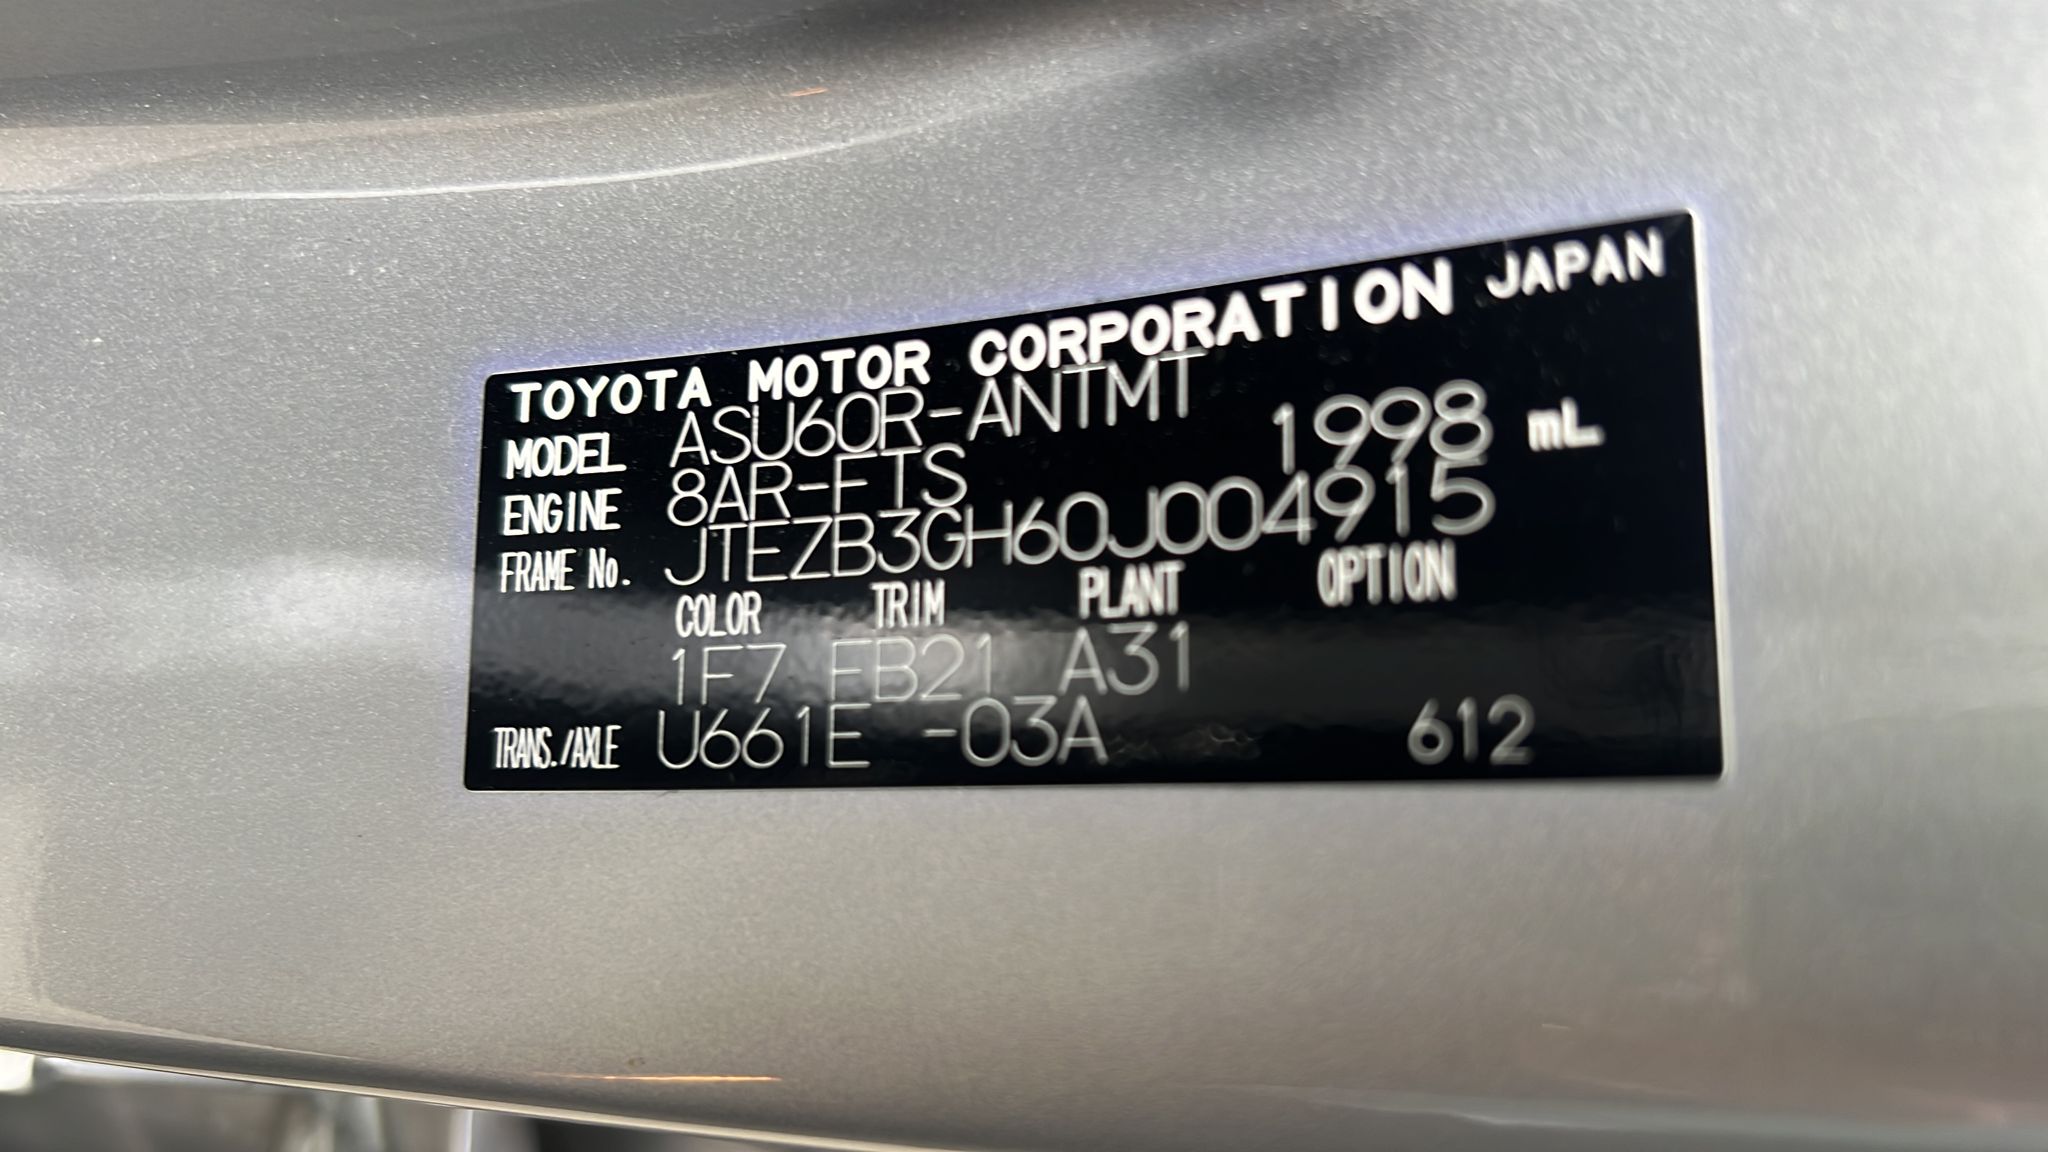 TOYOTA MOTOR CORPORATION JAPAN
MODEL ASU60R-ANTMT
ENGINE 8AR-FTS 1998 mL
FRAME No. JTEZB3GH60J004915
COLOR TRIM PLANT OPTION
1F7 FB21 A31
TRANS./AXLE U661E -03A 612